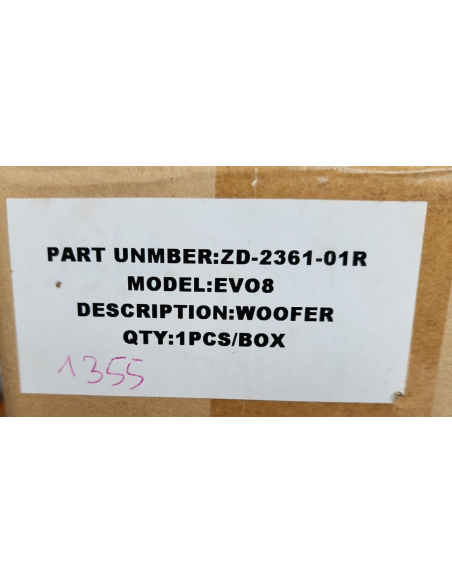 PART UNMBER:ZD-2361-01R
MODEL:EVO8
DESCRIPTION:WOOFER
QTY:1PCS/BOX
1355